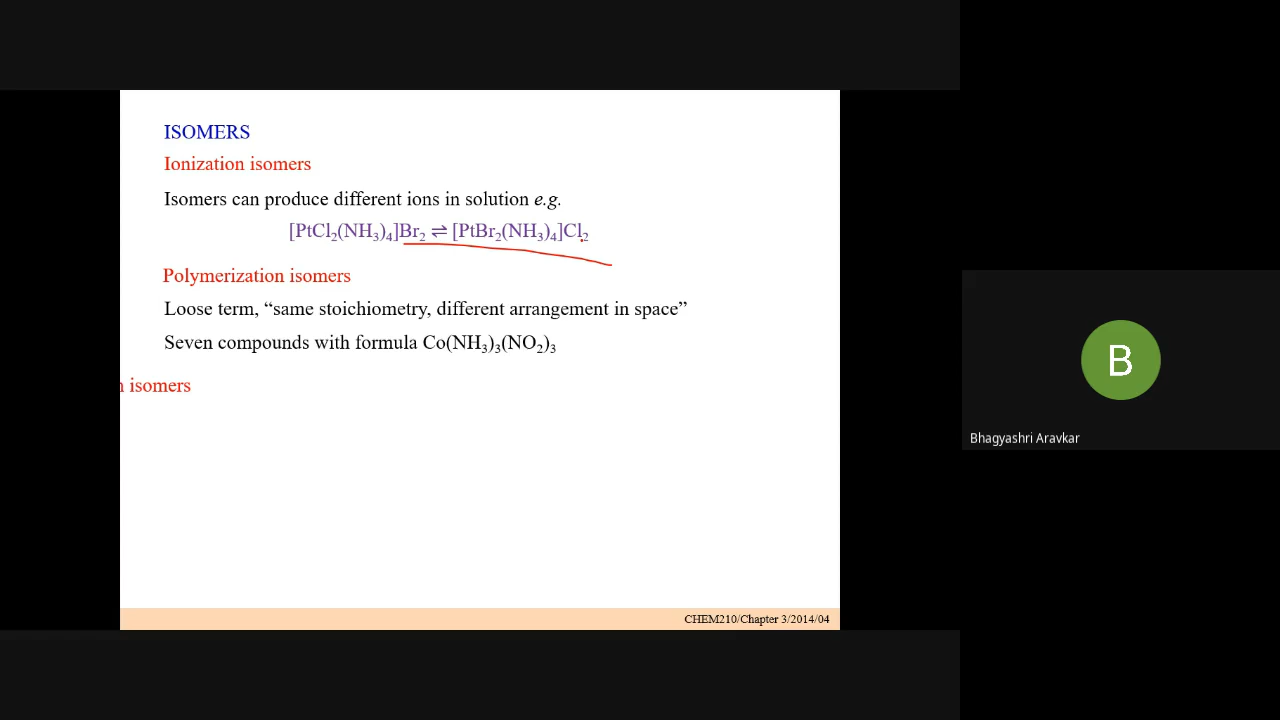 ISOMERS
Ionization isomers
Isomers can produce different ions in solution e.g.
[PtCl₂(NH₃)₄]Br₂ ⇌ [PtBr₂(NH₃)₄]Cl₂
Polymerization isomers
Loose term, “same stoichiometry, different arrangement in space”
Seven compounds with formula Co(NH₃)₃(NO₂)₃
n isomers
CHEM210/Chapter 3/2014/04
B
Bhagyashri Aravkar